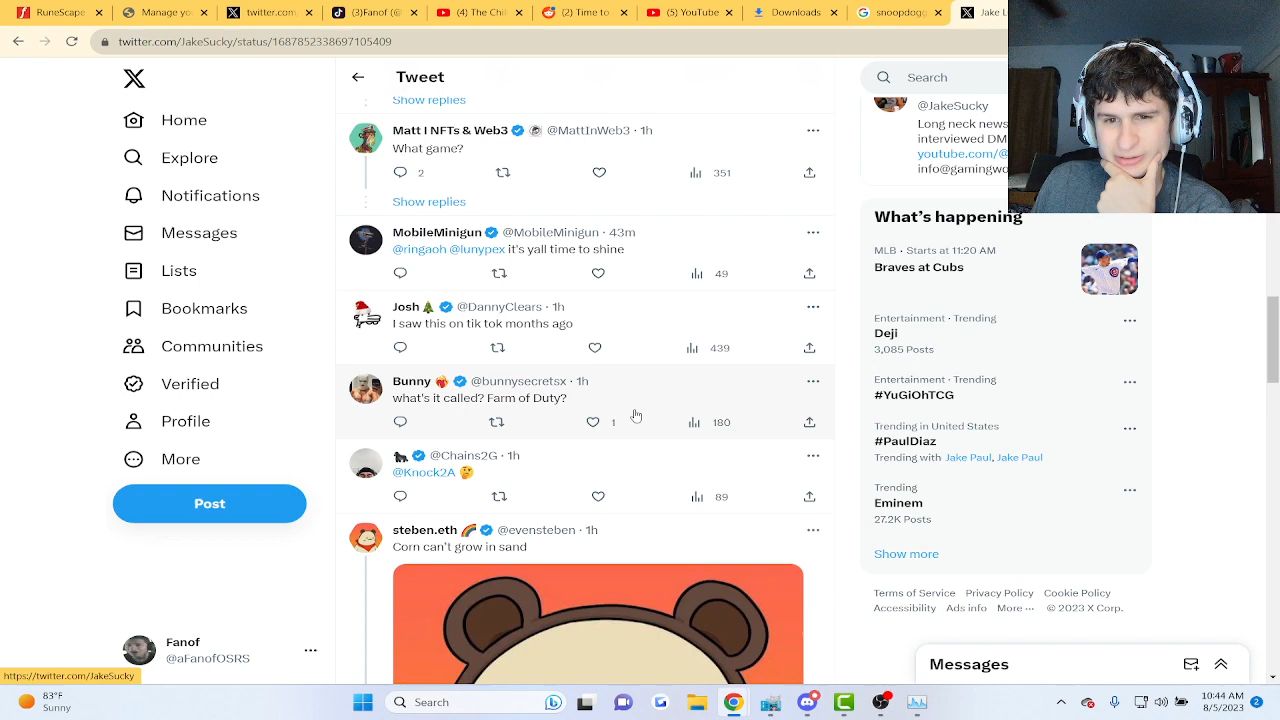 RuneSca
Manage yo
twitter.com
(3)Fanof (@
(4) The Chi
(2) Time to
(5) Youtube
Downloads
snoopdog
Jake L
twitter.com/JakeSucky/status/1687852338697105409
Home
Explore
Notifications
Messages
Lists
Bookmarks
Communities
Verified
Profile
More
Post
Fanof
@aFanofOSRS
https://twitter.com/JakeSucky
Tweet
Show replies
Matt I NFTs & Web3 @MattInWeb3 · 1h
What game?
2 351
Show replies
MobileMinigun @MobileMinigun · 43m
@ringaoh @lunypex it's yall time to shine
49
Josh @DannyClears · 1h
I saw this on tik tok months ago
439
Bunny @bunnysecretsx · 1h
what's it called? Farm of Duty?
1 180
@Chains2G · 1h
@Knock2A
89
steben.eth @evensteben · 1h
Corn can't grow in sand
Search
@JakeSucky
Long neck news
interviewed DM
youtube.com/@
info@gamingwo
What's happening
MLB · Starts at 11:20 AM
Braves at Cubs
Entertainment · Trending
Deji
3,085 Posts
Entertainment · Trending
#YuGiOhTCG
Trending in United States
#PaulDiaz
Trending with Jake Paul, Jake Paul
Trending
Eminem
27.2K Posts
Show more
Terms of Service Privacy Policy Cookie Policy
Accessibility Ads info More ··· © 2023 X Corp.
Messages
83°F
Sunny
Search
10:44 AM
8/5/2023
2